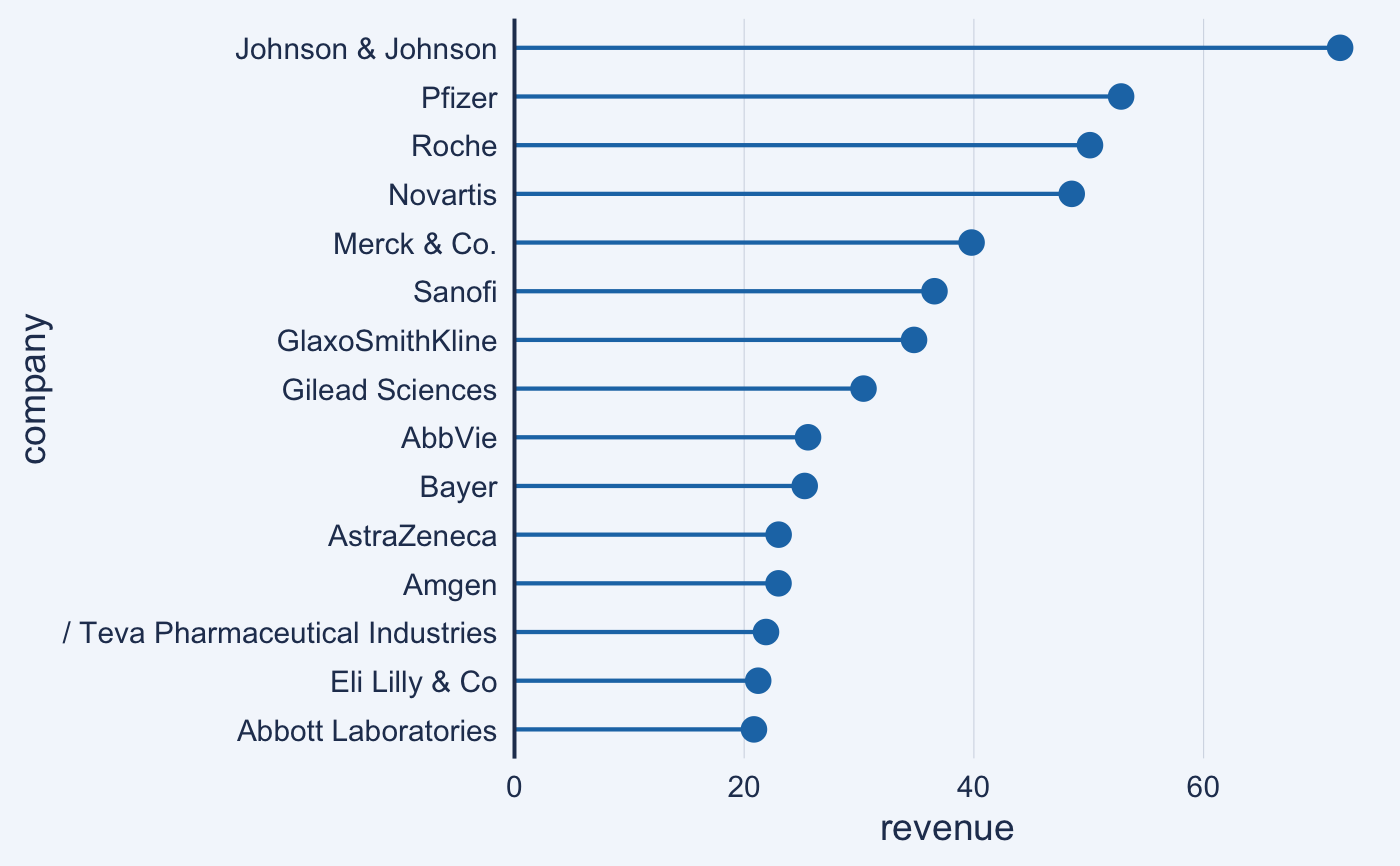 Johnson & Johnson
Pfizer
Roche
Novartis
Merck & Co.
Sanofi
GlaxoSmithKline
Gilead Sciences
AbbVie
Bayer
AstraZeneca
Amgen
/ Teva Pharmaceutical Industries
Eli Lilly & Co
Abbott Laboratories
company
0 20 40 60
revenue